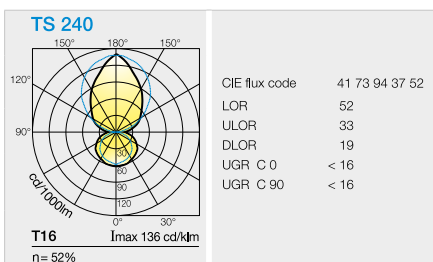 TS 240
150° 180° 150°
120°
90°
30
60
90
120
cd/1000lm
0° 30°
T16 Imax 136 cd/klm
n= 52%
CIE flux code 41 73 94 37 52
LOR 52
ULOR 33
DLOR 19
UGR C 0 < 16
UGR C 90 < 16